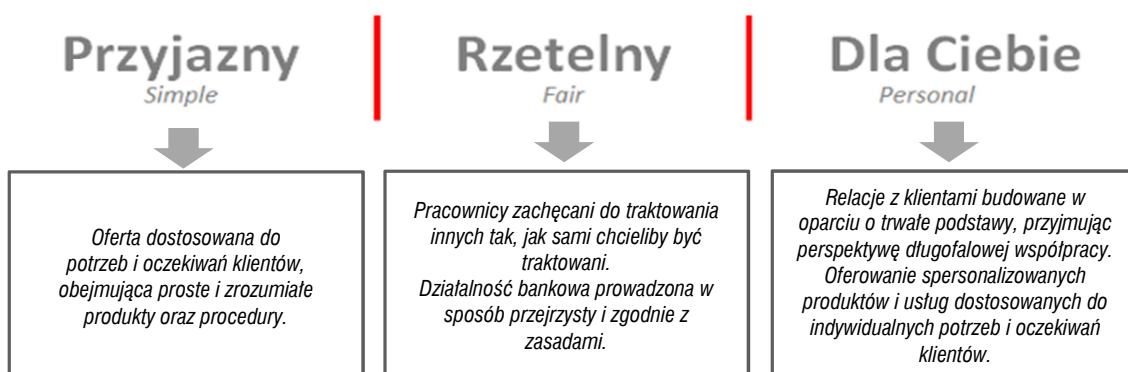 Przyjazny
Simple
Rzetelny
Fair
Dla Ciebie
Personal
Oferta dostosowana do
potrzeb i oczekiwań klientów,
obejmująca proste i zrozumiałe
produkty oraz procedury.
Pracownicy zachęcani do traktowania
innych tak, jak sami chcieliby być
traktowani.
Działalność bankowa prowadzona w
sposób przejrzysty i zgodnie z
zasadami.
Relacje z klientami budowane w
oparciu o trwałe podstawy, przyjmując
perspektywę długofalowej współpracy.
Oferowanie spersonalizowanych
produktów i usług dostosowanych do
indywidualnych potrzeb i oczekiwań
klientów.